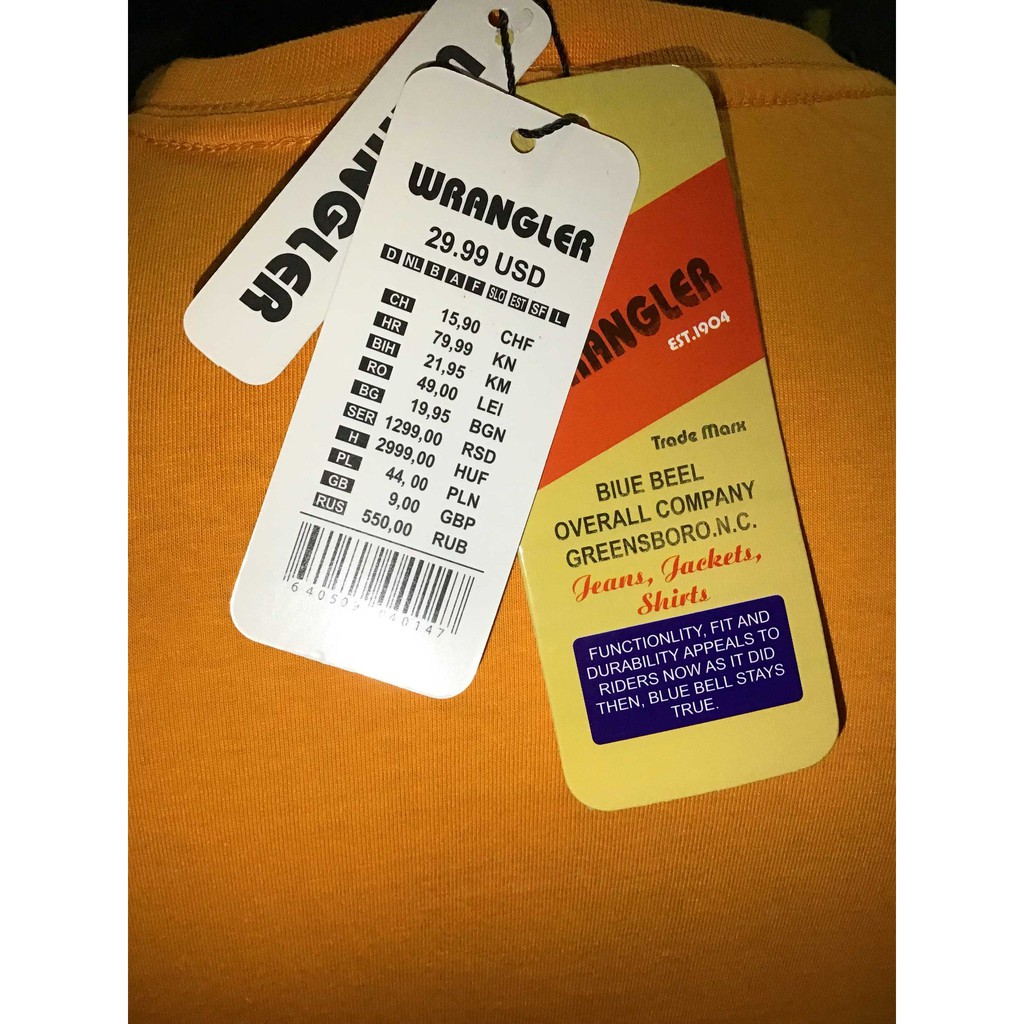 WRANGLER
WRANGLER
29.99 USD
D NL B A F SLO EST SF L
CH 15,90 CHF
HR 79,99 KN
BIH 21,95 KM
RO 49,00 LEI
BG 19,95 BGN
SER 1299,00 RSD
H 2999,00 HUF
PL 44,00 PLN
GB 9,00 GBP
RUS 550,00 RUB
WRANGLER
EST.1904
Trade Marx
BIUE BEEL
OVERALL COMPANY
GREENSBORO.N.C.
Jeans, Jackets,
Shirts
FUNCTIONLITY, FIT AND
DURABILITY APPEALS TO
RIDERS NOW AS IT DID
THEN, BLUE BELL STAYS
TRUE.